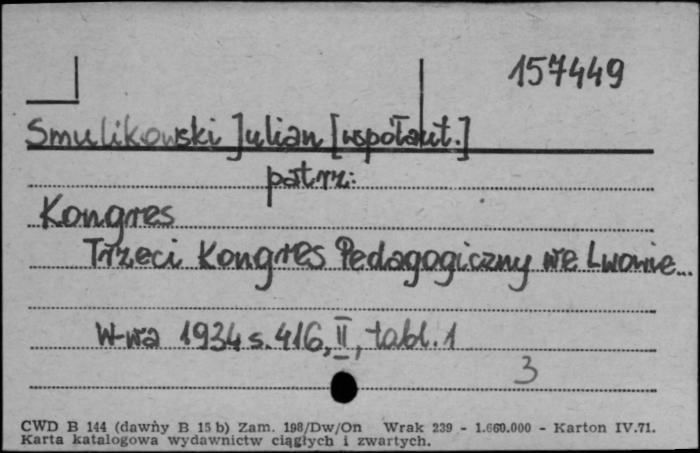 157449
Smulikowski Julian [współaut.]
patrz:
Kongres
Trzeci Kongres Pedagogiczny we Lwowie...
W-wa 1934 s. 416, II, tabl. 1
3
CWD B 144 (dawńy B 15 b) Zam. 198/Dw/On Wrak 239 - 1.660.000 - Karton IV.71.
Karta katalogowa wydawnictw ciągłych i zwartych.